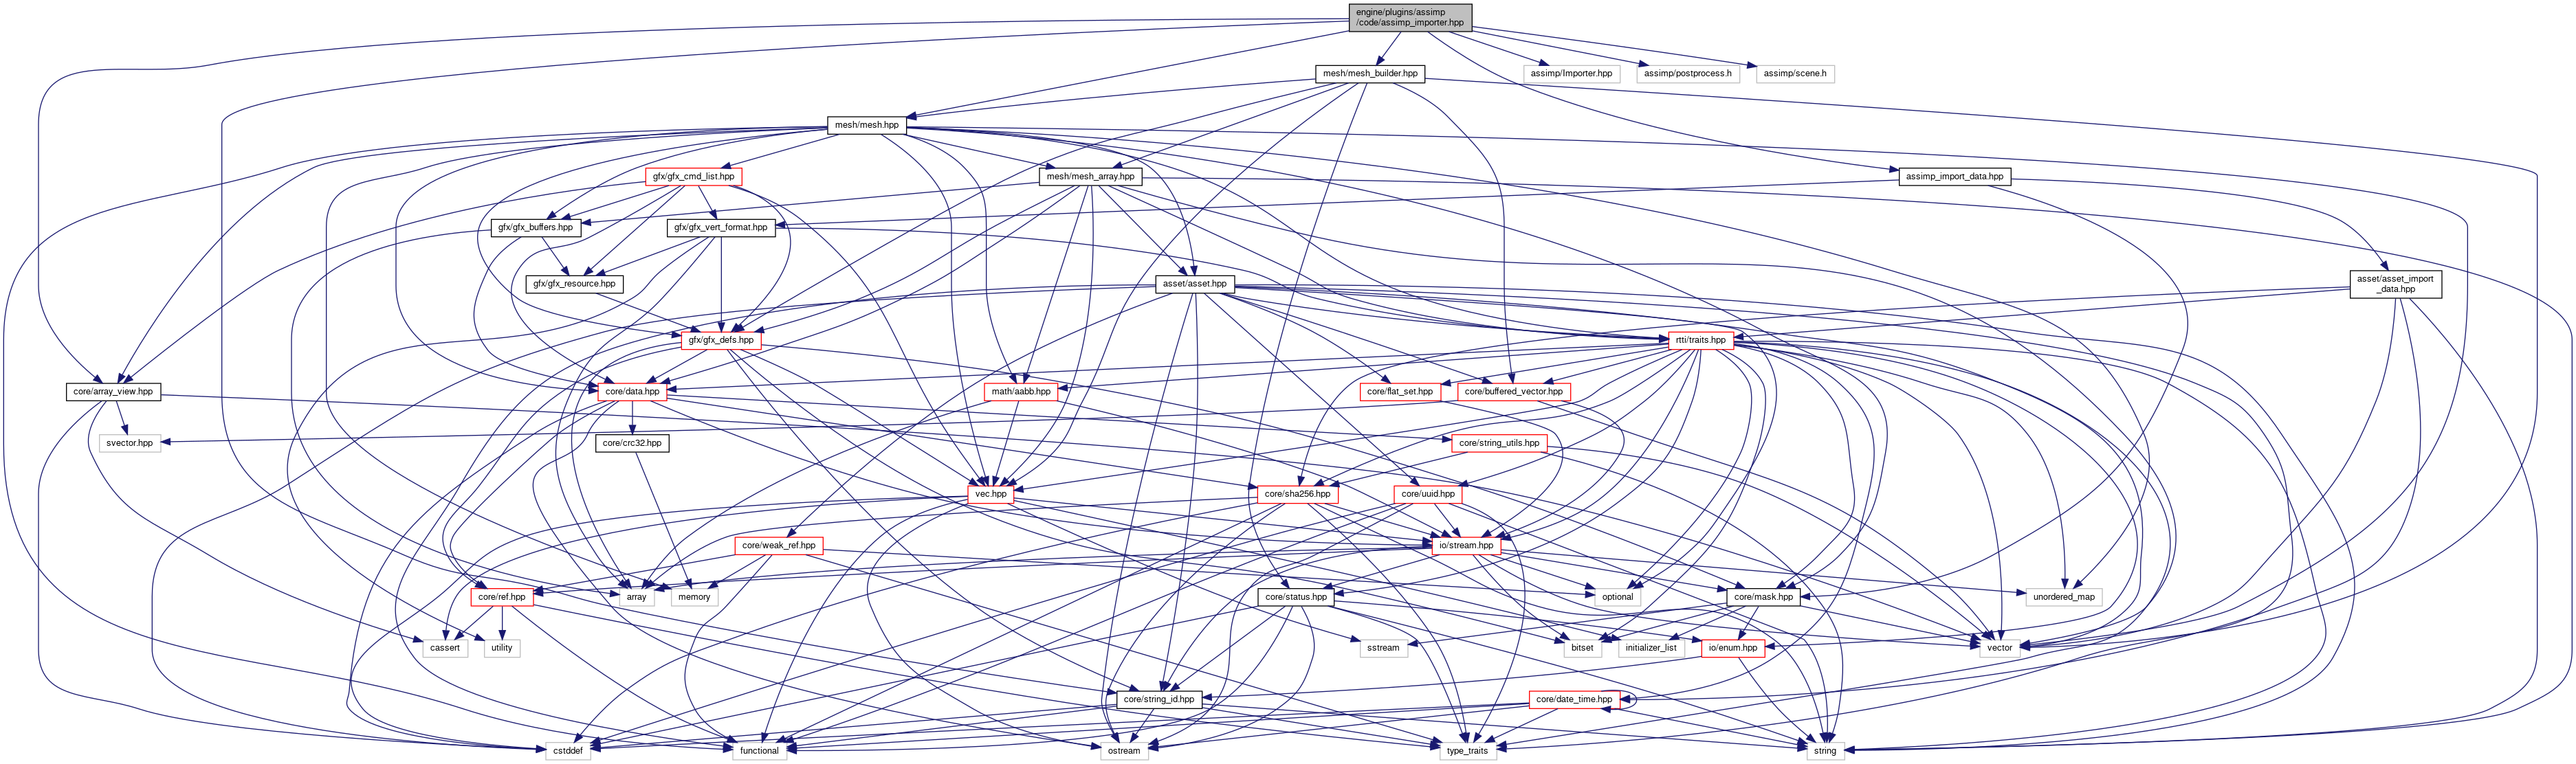 engine/plugins/assimp
/code/assimp_importer.hpp
mesh/mesh_builder.hpp
assimp/Importer.hpp
assimp/postprocess.h
assimp/scene.h
mesh/mesh.hpp
gfx/gfx_cmd_list.hpp
mesh/mesh_array.hpp
assimp_import_data.hpp
gfx/gfx_buffers.hpp
gfx/gfx_vert_format.hpp
gfx/gfx_resource.hpp
asset/asset.hpp
asset/asset_import
_data.hpp
gfx/gfx_defs.hpp
rtti/traits.hpp
core/array_view.hpp
core/data.hpp
math/aabb.hpp
core/flat_set.hpp
core/buffered_vector.hpp
svector.hpp
core/crc32.hpp
core/string_utils.hpp
vec.hpp
core/sha256.hpp
core/uuid.hpp
core/weak_ref.hpp
io/stream.hpp
core/ref.hpp
array
memory
core/status.hpp
optional
core/mask.hpp
unordered_map
cassert
utility
sstream
bitset
initializer_list
io/enum.hpp
vector
core/string_id.hpp
core/date_time.hpp
cstddef
functional
ostream
type_traits
string